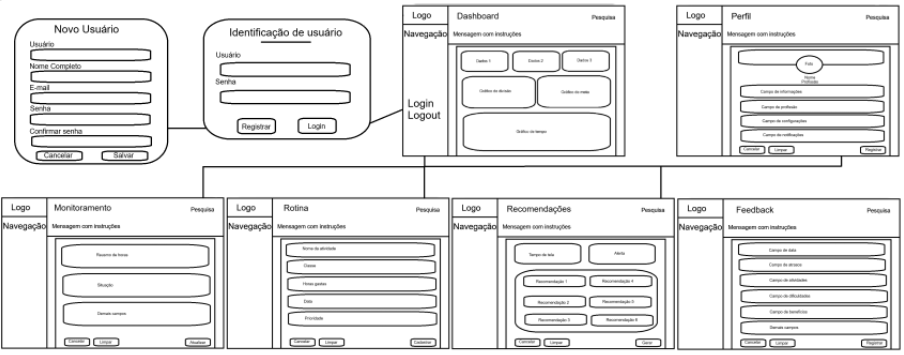 Novo Usuário
Usuário
Nome Completo
E-mail
Senha
Confirmar senha
Cancelar
Salvar
Identificação de usuário
Usuário
Senha
Registrar
Login
Logo
Dashboard
Pesquisa
Navegação
Mensagem com instruções
Dados 1
Dados 2
Dados 3
Gráfico de
Gráfico de
Gráfico de tempo
Login
Logout
Logo
Perfil
Pesquisa
Navegação
Mensagem com instruções
Foto
Nome
Profissão
Campo de informações
Campo de profissão
Campo de configurações
Campo de notificações
Cancelar
Limpar
Registrar
Logo
Monitoramento
Pesquisa
Navegação
Mensagem com instruções
Resumo de horas
Situação
Demais campos
Cancelar
Limpar
Atualizar
Logo
Rotina
Pesquisa
Navegação
Mensagem com instruções
Nome da atividade
Classe
Horas gastas
Data
Prioridade
Cancelar
Limpar
Cadastrar
Logo
Recomendações
Pesquisa
Navegação
Mensagem com instruções
Tempo de tela
Alerta
Recomendação 1
Recomendação 4
Recomendação 2
Recomendação 5
Recomendação 3
Recomendação 6
Cancelar
Limpar
Gerar
Logo
Feedback
Pesquisa
Navegação
Mensagem com instruções
Campo de data
Campo de
Campo de atividades
Campo de dificuldades
Campo de benefícios
Demais campos
Cancelar
Limpar
Registrar